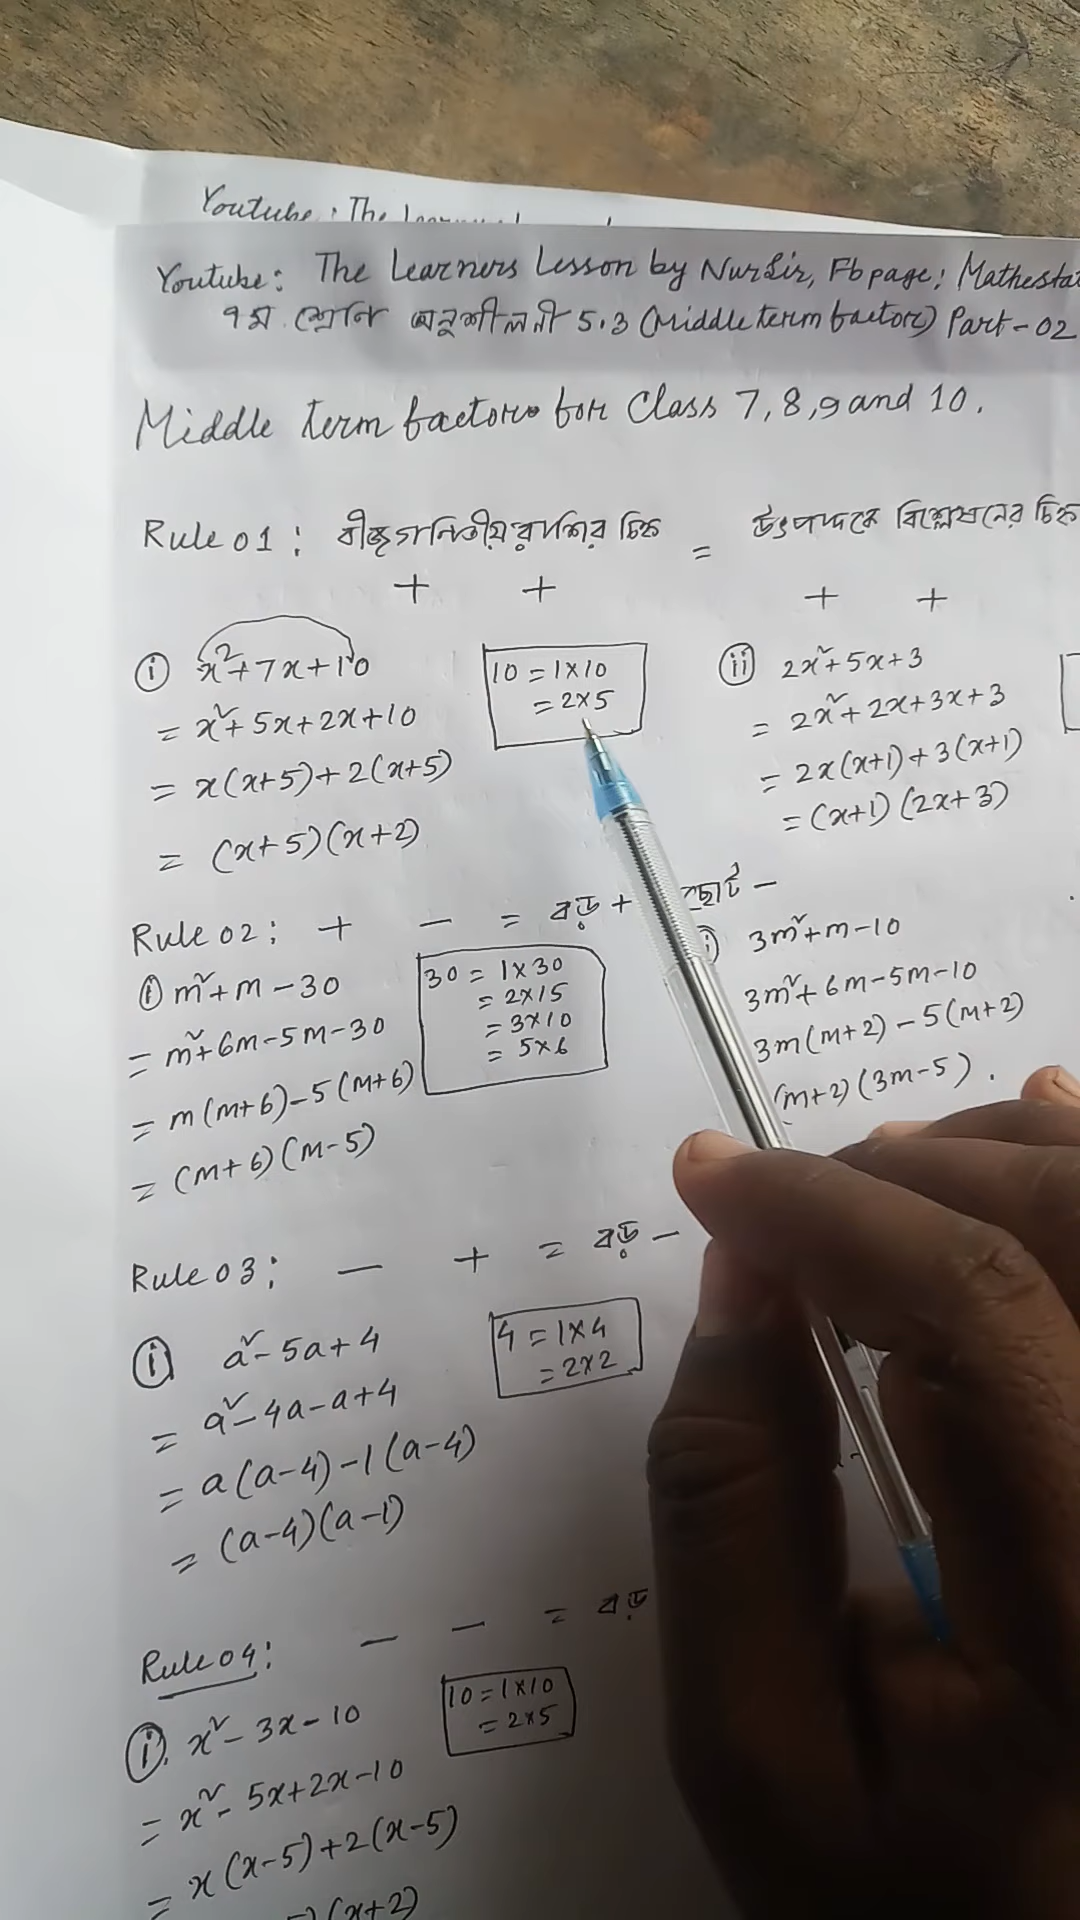 Youtube: The
Youtube: The Learners Lesson by Nur Sir, Fb page: Mathestat
৭ম শ্রেনি অনুশীলনী 5.3 (Middle term factor) Part-02
Middle term factor for Class 7, 8, 9 and 10.
Rule 01: বীজগানিতীয় রাশির চিহ্ন = উৎপাদকে বিশ্লেষনের চিহ্ন
+ + + +
(i) x²+7x+10
= x²+5x+2x+10
= x(x+5)+2(x+5)
= (x+5)(x+2)
10 = 1×10
= 2×5
(ii) 2x²+5x+3
= 2x²+2x+3x+3
= 2x(x+1)+3(x+1)
= (x+1)(2x+3)
Rule 02: + - = বড় + ছোট -
(i) m²+m-30
= m²+6m-5m-30
= m(m+6)-5(m+6)
= (m+6)(m-5)
30 = 1×30
= 2×15
= 3×10
= 5×6
3m²+m-10
3m²+6m-5m-10
3m(m+2)-5(m+2)
(m+2)(3m-5).
Rule 03: - + = বড় -
(i) a²-5a+4
= a²-4a-a+4
= a(a-4)-1(a-4)
= (a-4)(a-1)
4 = 1×4
= 2×2
Rule 04: - - = বড়
(i). x²-3x-10
= x²-5x+2x-10
= x(x-5)+2(x-5)
(x+2)
10 = 1×10
= 2×5